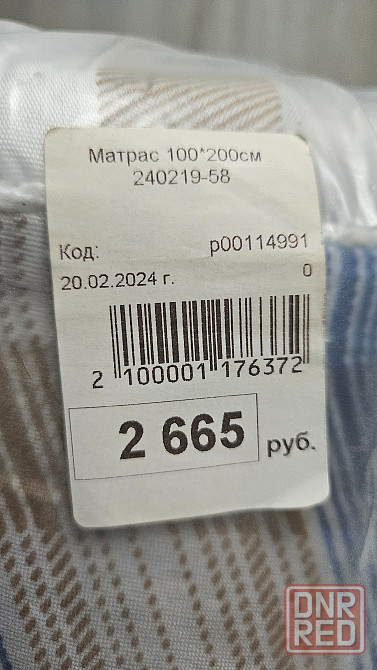 Матрас 100*200см
240219-58
Код: р00114991
20.02.2024 г. 0
2 100001 176372
2 665 руб.
DNR
RED